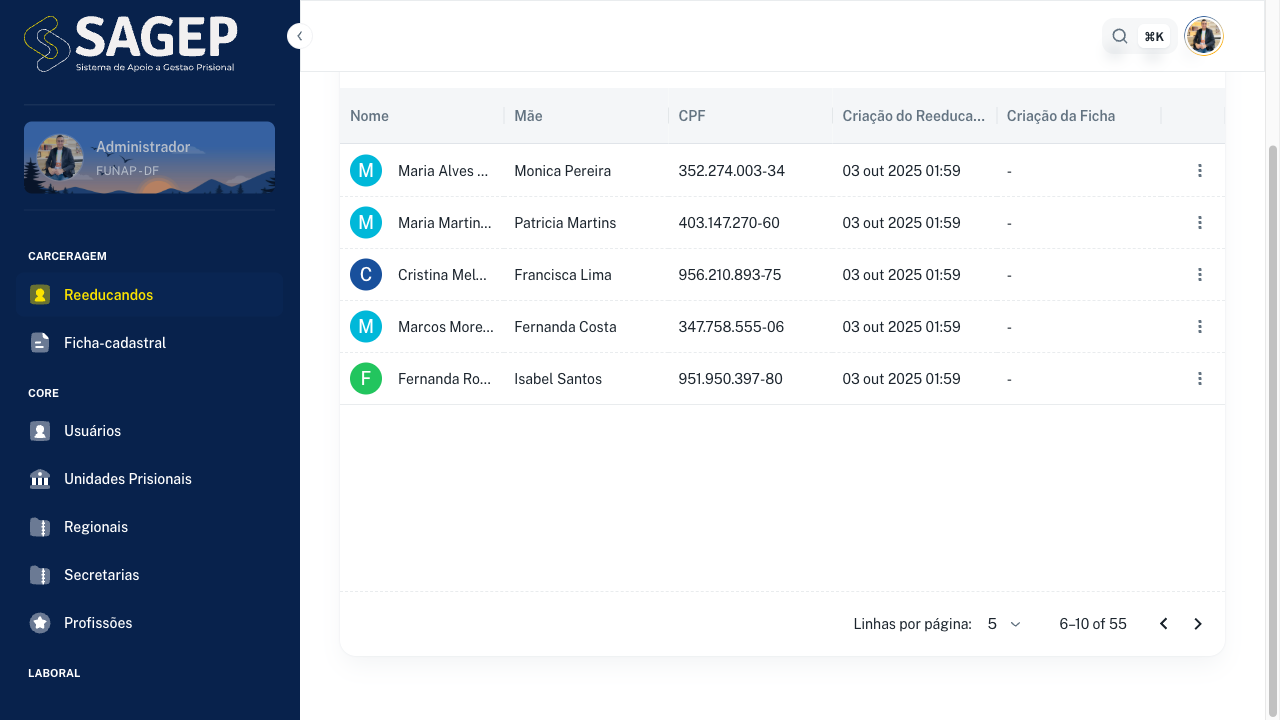 SAGEP
Sistema de Apoio a Gestao Prisional
⌘K
Administrador
FUNAP-DF
CARCERAGEM
Reeducandos
Ficha-cadastral
CORE
Usuários
Unidades Prisionais
Regionais
Secretarias
Profissões
LABORAL
Nome Mãe CPF Criação do Reeduca... Criação da Ficha
M Maria Alves ... Monica Pereira 352.274.003-34 03 out 2025 01:59 -
M Maria Martin... Patricia Martins 403.147.270-60 03 out 2025 01:59 -
C Cristina Mel... Francisca Lima 956.210.893-75 03 out 2025 01:59 -
M Marcos More... Fernanda Costa 347.758.555-06 03 out 2025 01:59 -
F Fernanda Ro... Isabel Santos 951.950.397-80 03 out 2025 01:59 -
Linhas por página: 5 6–10 of 55